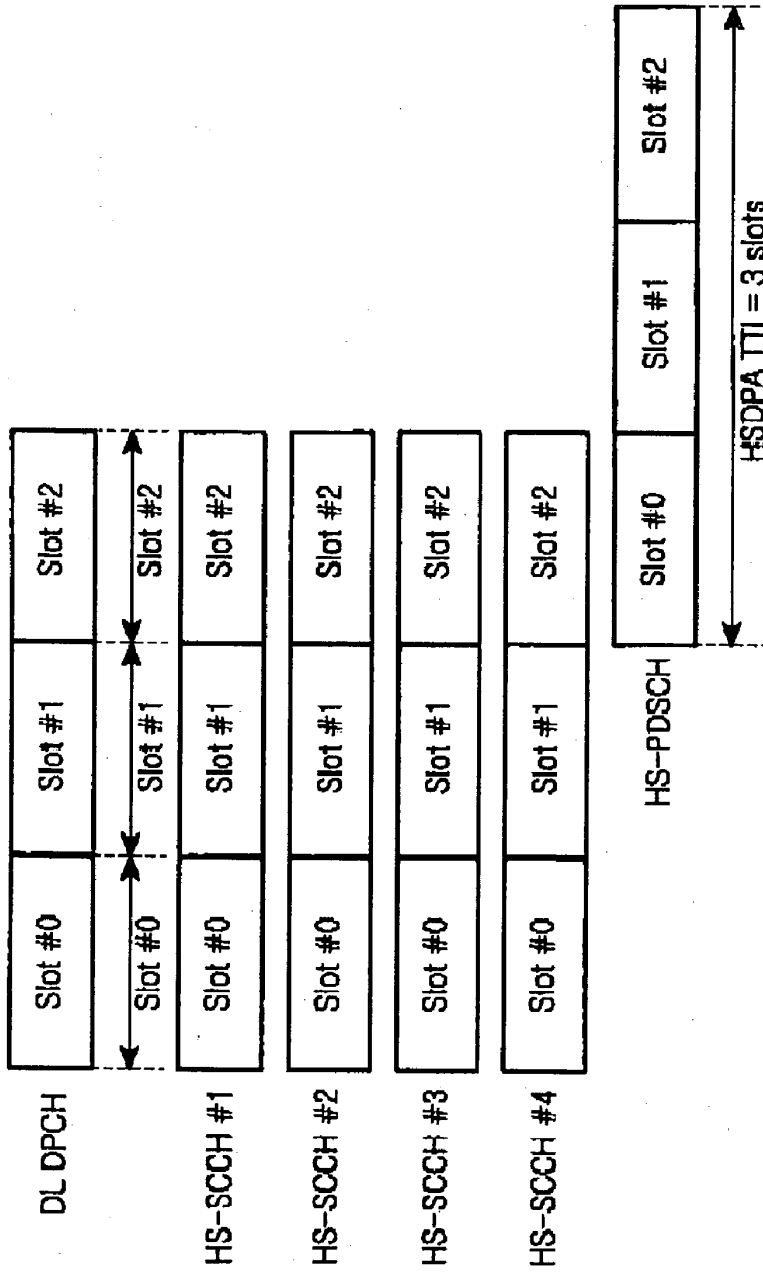 DL DPCH
Slot #0 Slot #1 Slot #2
Slot #0 Slot #1 Slot #2
HS-SCCH #1
Slot #0 Slot #1 Slot #2
HS-SCCH #2
Slot #0 Slot #1 Slot #2
HS-SCCH #3
Slot #0 Slot #1 Slot #2
HS-SCCH #4
Slot #0 Slot #1 Slot #2
HS-PDSCH
Slot #0 Slot #1 Slot #2
HSDPA TTI = 3 slots